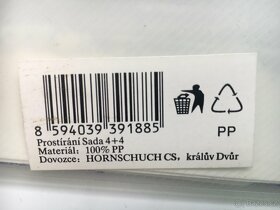 8 594039 391885
PP
Prostírání Sada 4+4
Materiál: 100% PP
Dovozce: HORNSCHUCH CS, králův Dvůr